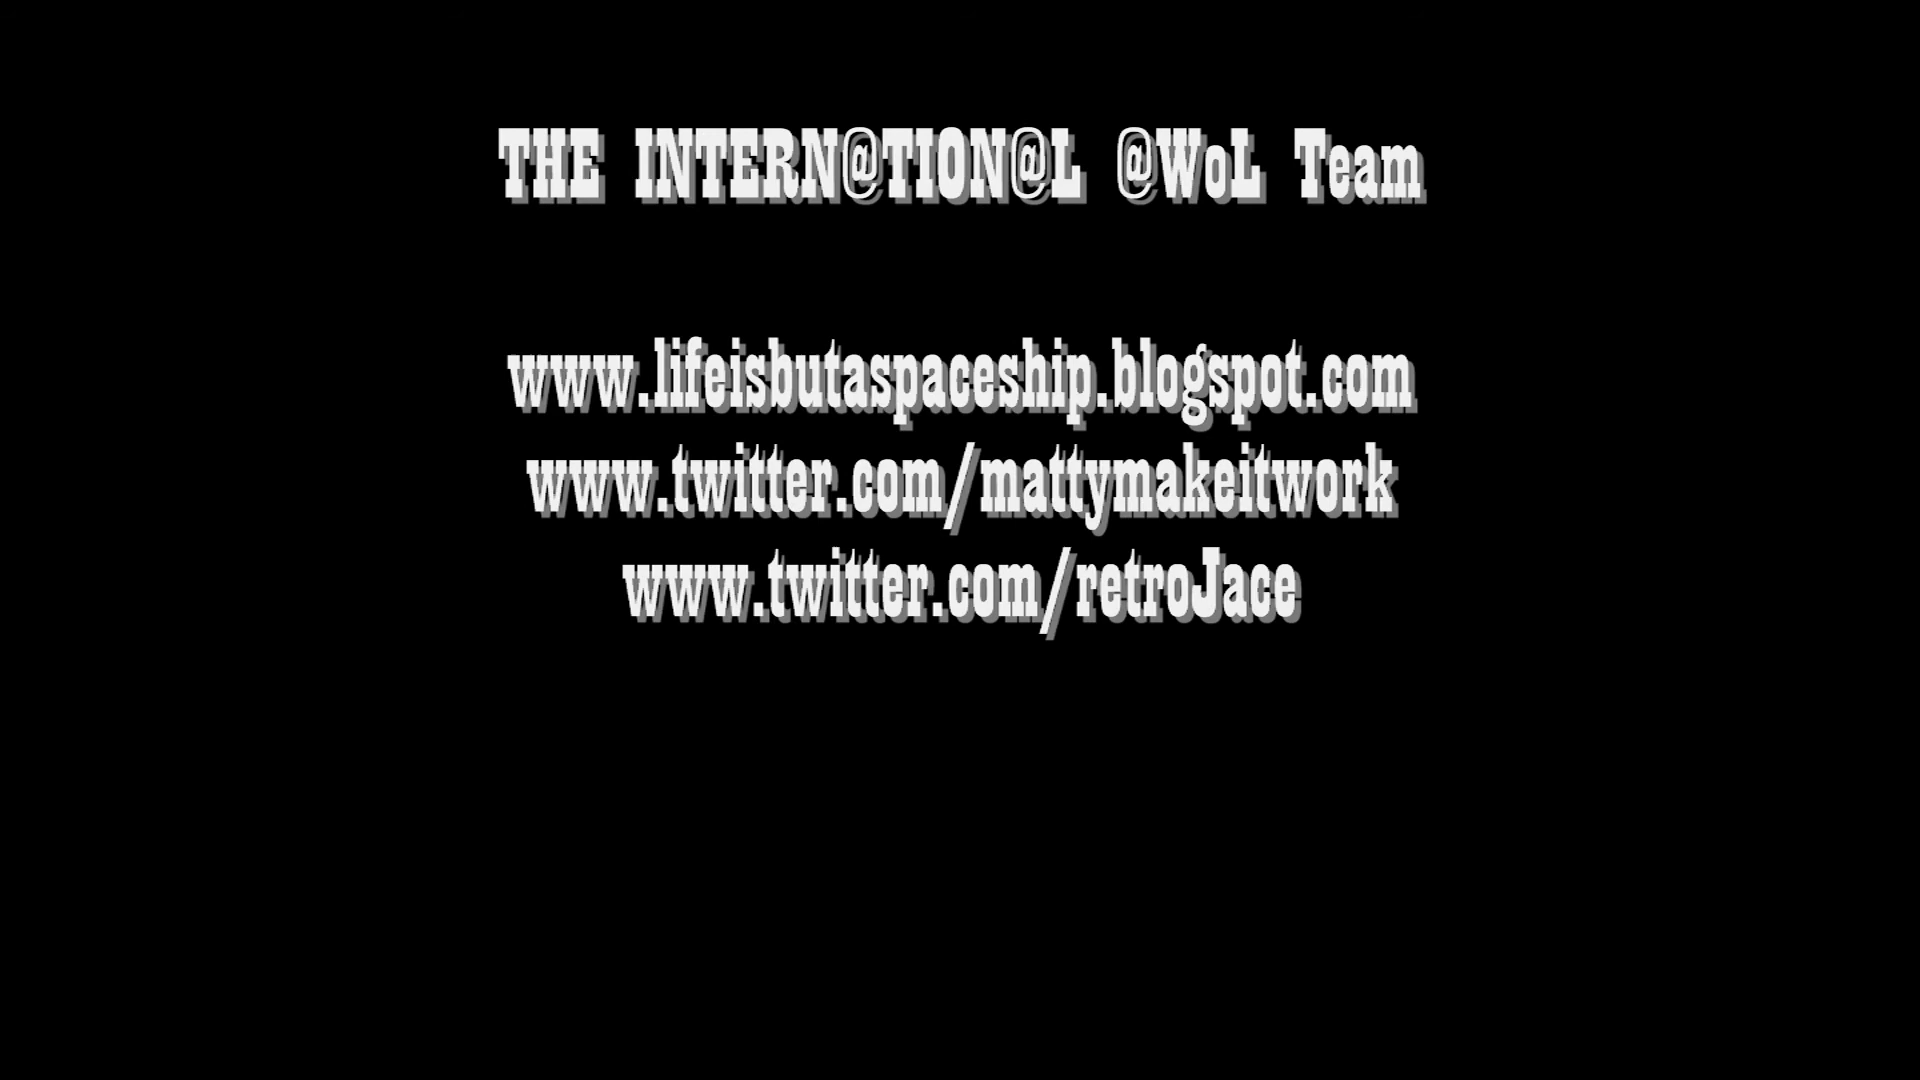 THE INTERN@TION@L @WoL Team
www.lifeisbutaspaceship.blogspot.com
www.twitter.com/mattymakeitwork
www.twitter.com/retroJace